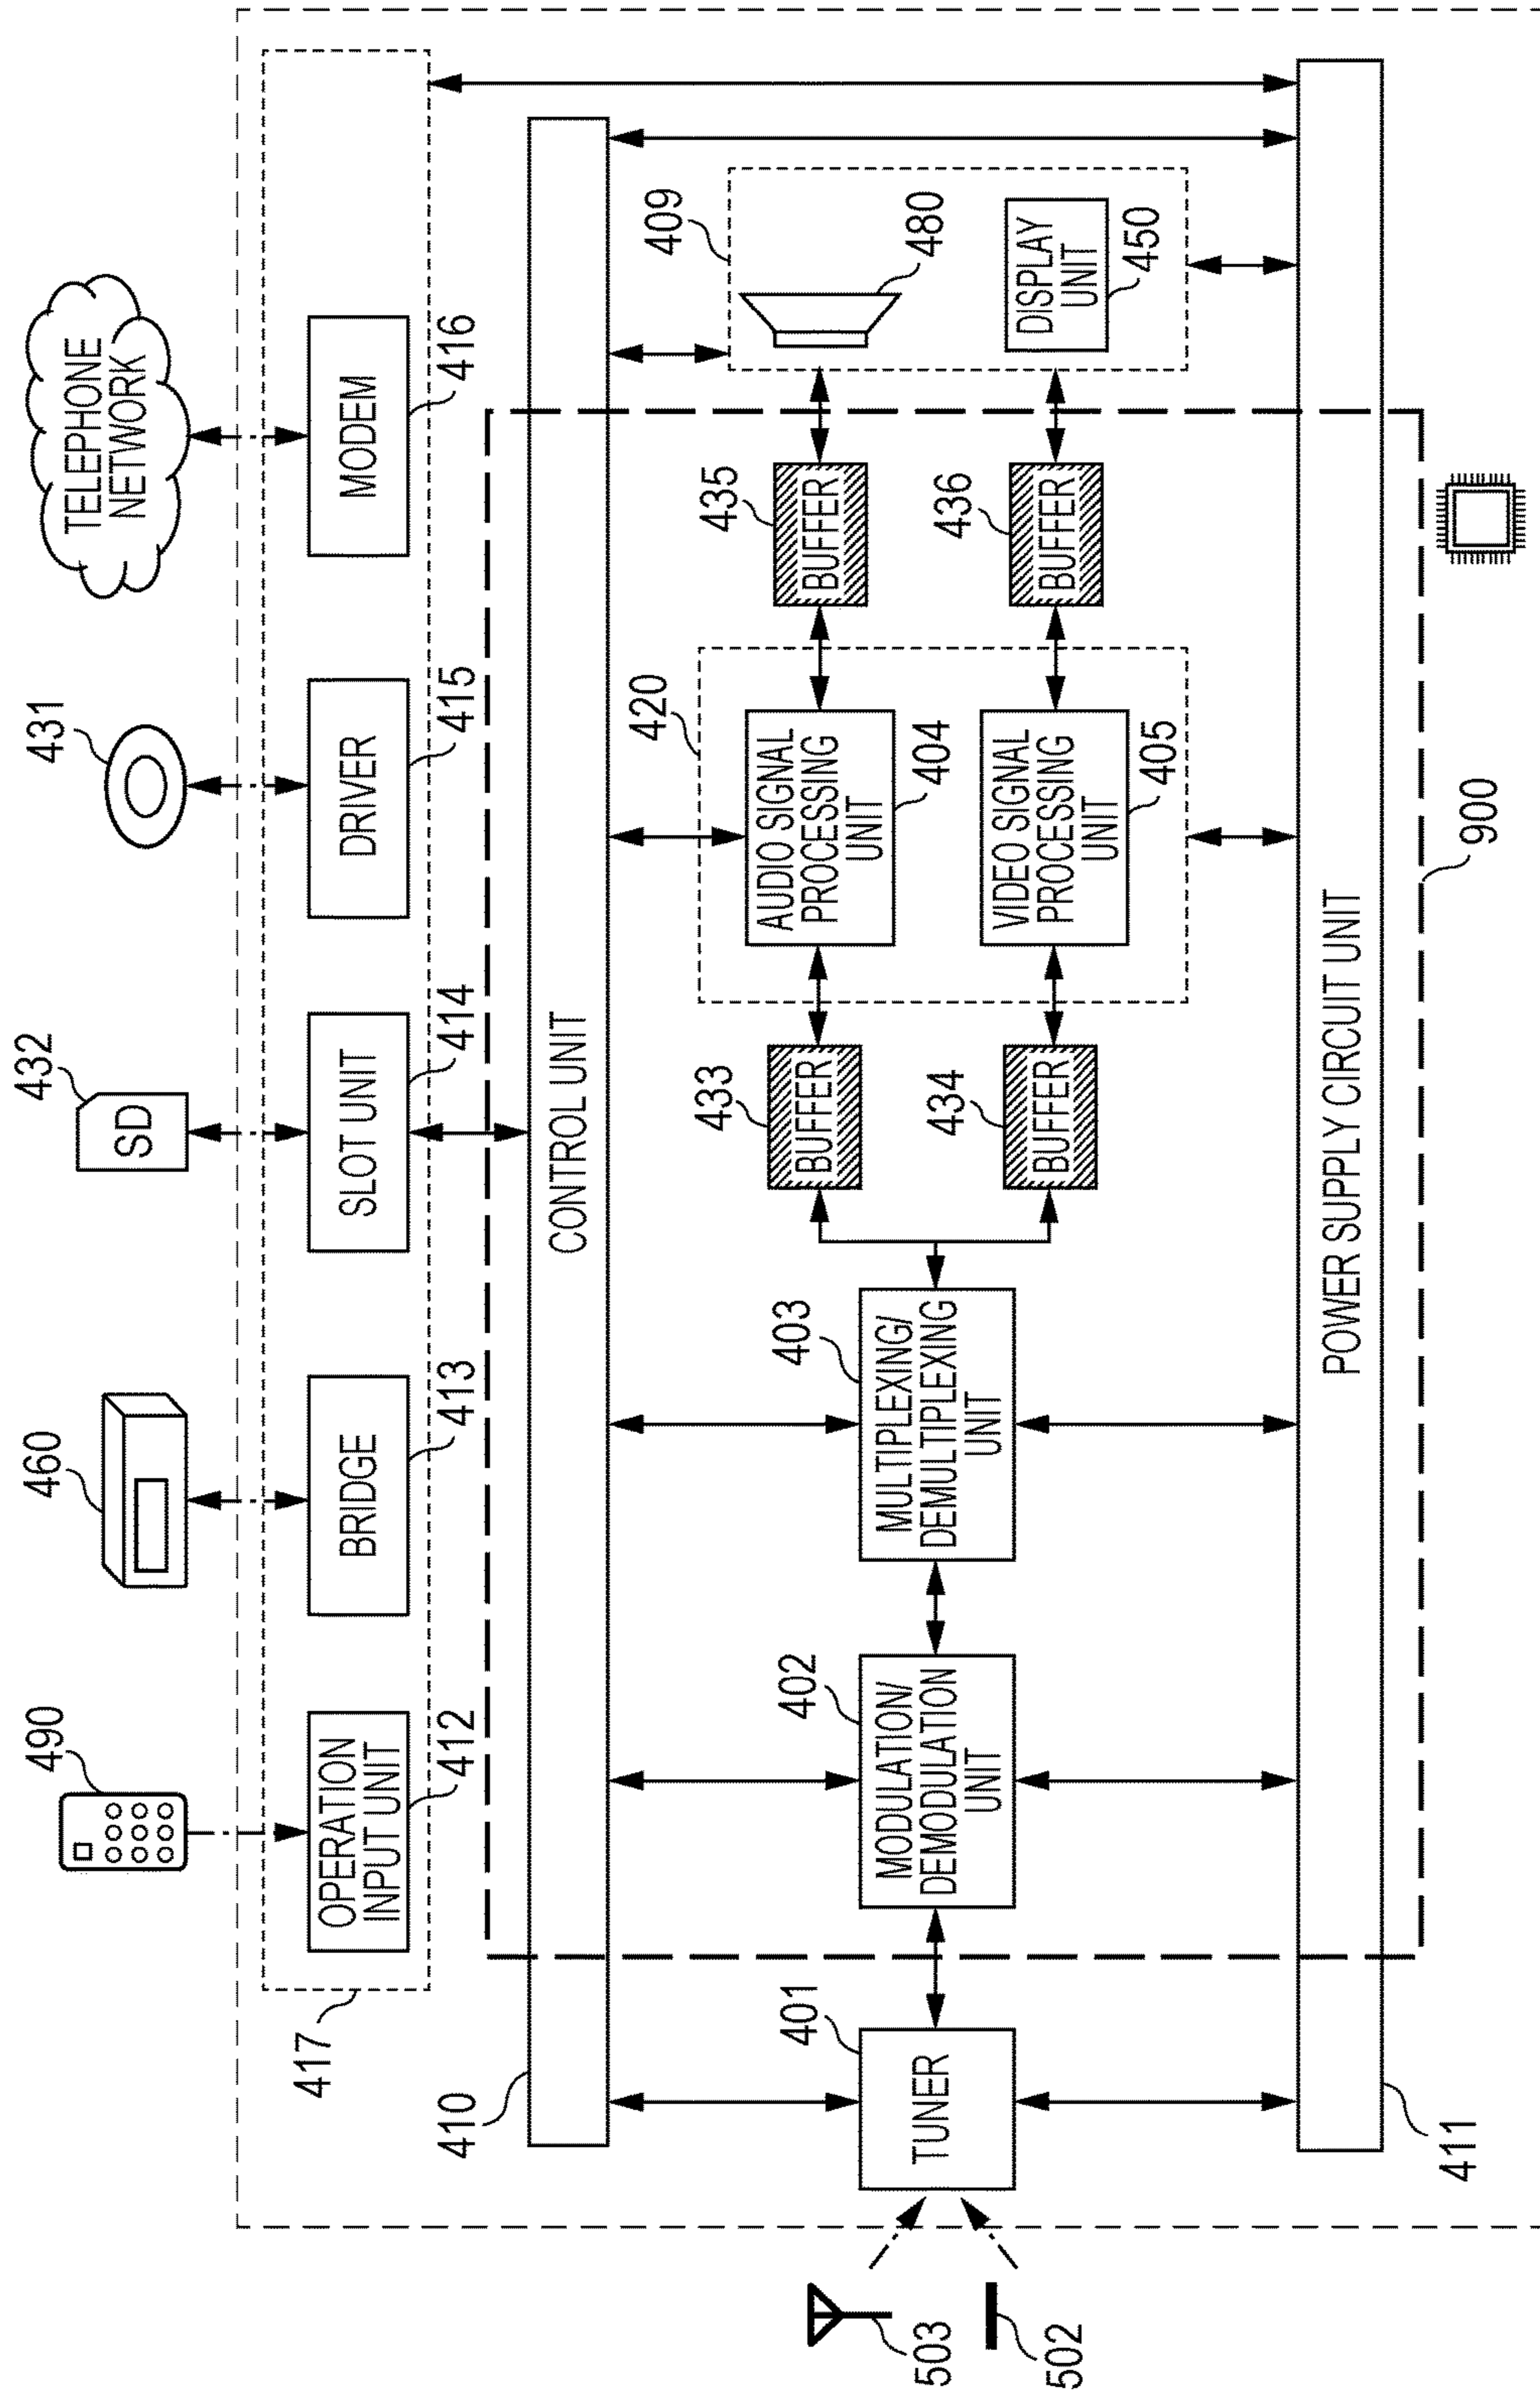 TELEPHONE
NETWORK
490
460
432
SD
431
OPERATION
INPUT UNIT
412
BRIDGE
413
SLOT UNIT
414
DRIVER
415
MODEM
416
417
410
CONTROL UNIT
401
TUNER
402
MODULATION/
DEMODULATION
UNIT
403
MULTIPLEXING/
DEMULTIPLEXING
UNIT
433
BUFFER
434
BUFFER
420
AUDIO SIGNAL
PROCESSING
UNIT
404
VIDEO SIGNAL
PROCESSING
UNIT
405
435
BUFFER
436
BUFFER
409
480
DISPLAY
UNIT
450
503
502
411
POWER SUPPLY CIRCUIT UNIT
900